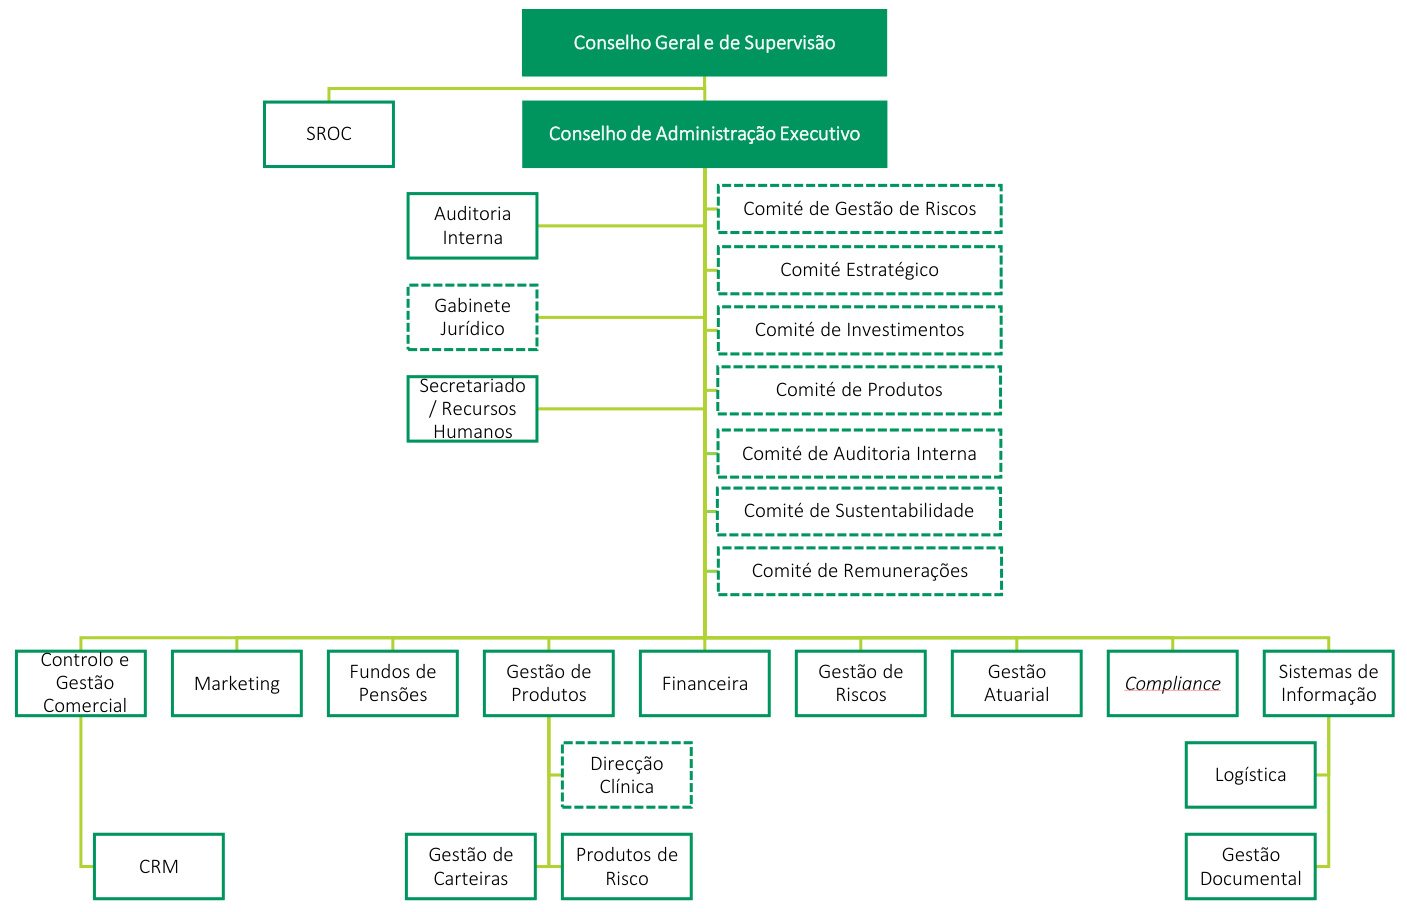 Conselho Geral e de Supervisão
SROC
Conselho de Administração Executivo
Auditoria
Interna
Gabinete
Jurídico
Secretariado
/ Recursos
Humanos
Comité de Gestão de Riscos
Comité Estratégico
Comité de Investimentos
Comité de Produtos
Comité de Auditoria Interna
Comité de Sustentabilidade
Comité de Remunerações
Controlo e
Gestão
Comercial
Marketing
Fundos de
Pensões
Gestão de
Produtos
Financeira
Gestão de
Riscos
Gestão
Atuarial
Compliance
Sistemas de
Informação
Direcção
Clínica
Logística
CRM
Gestão de
Carteiras
Produtos de
Risco
Gestão
Documental